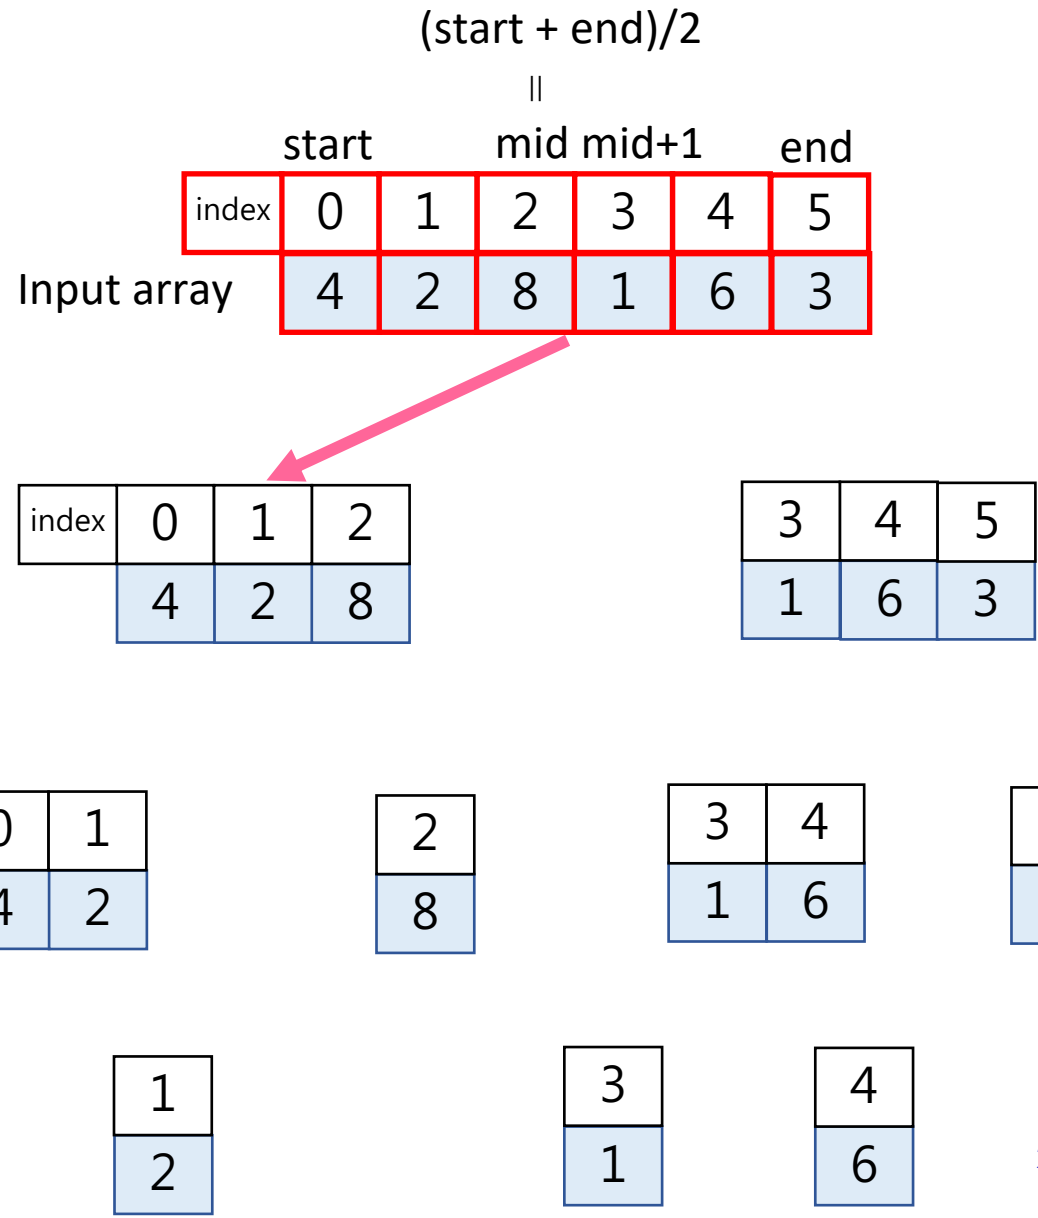 (start + end)/2
||
start mid mid+1 end
index 0 1 2 3 4 5
Input array 4 2 8 1 6 3
index 0 1 2 3 4 5
4 2 8 1 6 3
0 1 2 3 4
4 2 8 1 6
1 3 4
2 1 6